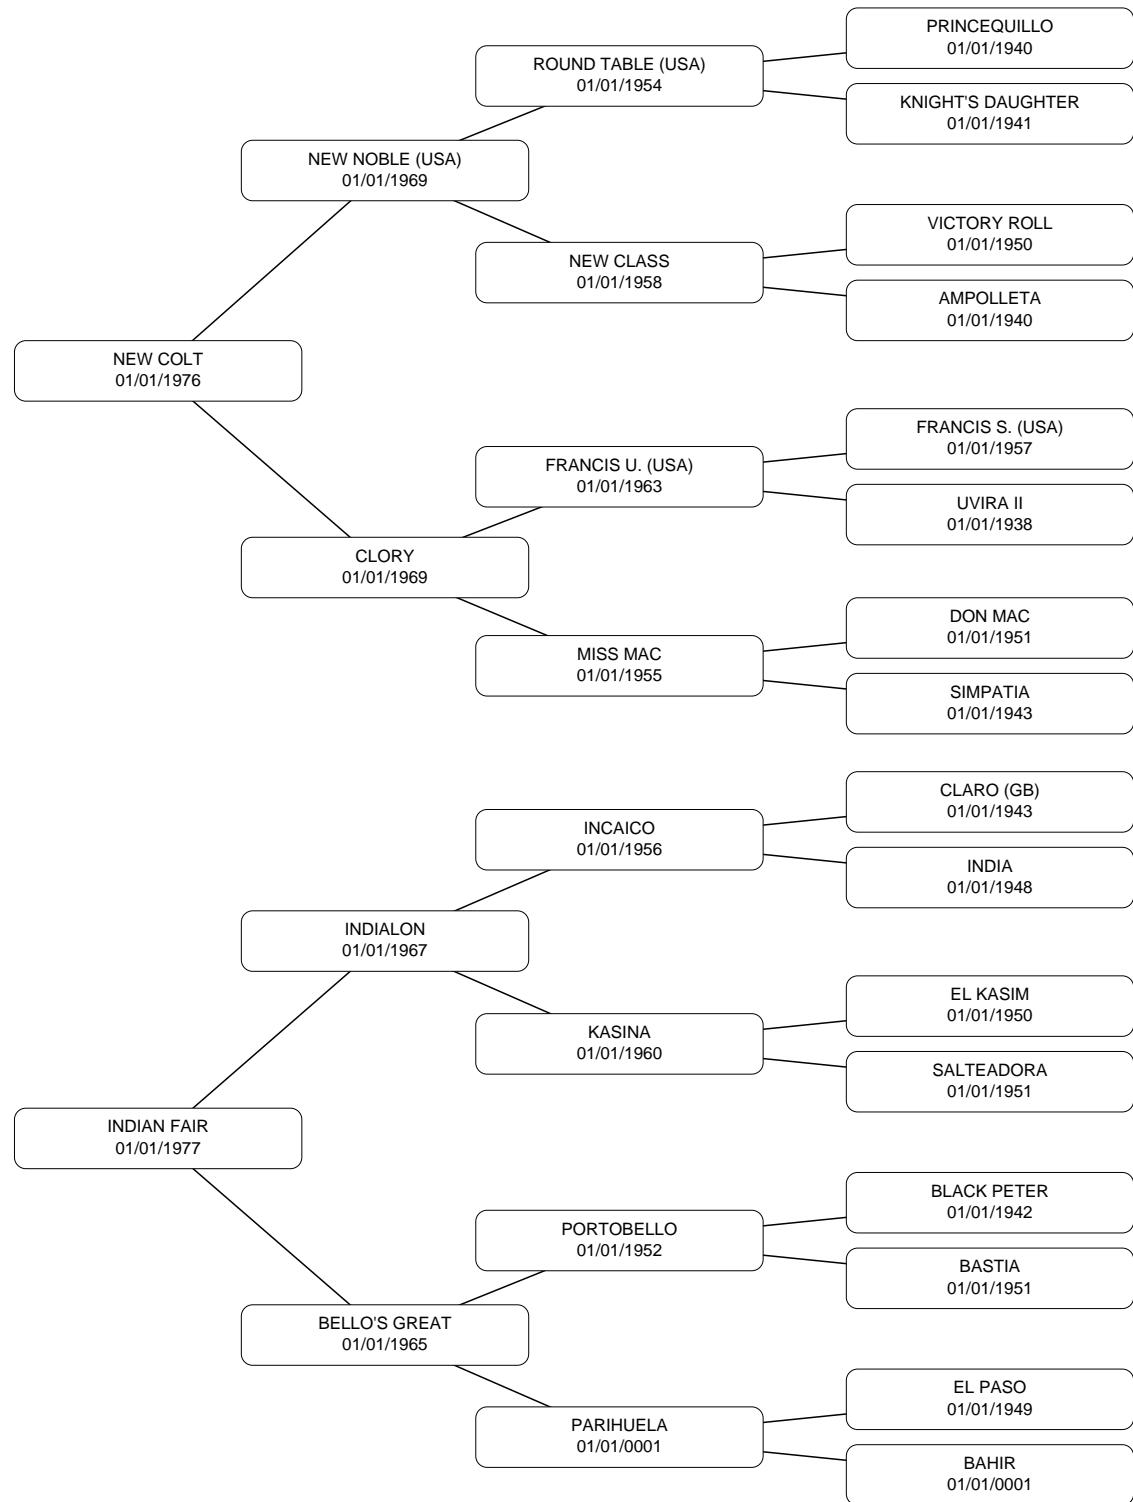 PRINCEQUILLO
01/01/1940
ROUND TABLE (USA)
01/01/1954
KNIGHT'S DAUGHTER
01/01/1941
NEW NOBLE (USA)
01/01/1969
VICTORY ROLL
01/01/1950
NEW CLASS
01/01/1958
AMPOLLETA
01/01/1940
NEW COLT
01/01/1976
FRANCIS S. (USA)
01/01/1957
FRANCIS U. (USA)
01/01/1963
UVIRA II
01/01/1938
CLORY
01/01/1969
DON MAC
01/01/1951
MISS MAC
01/01/1955
SIMPATIA
01/01/1943
CLARO (GB)
01/01/1943
INCAICO
01/01/1956
INDIA
01/01/1948
INDIALON
01/01/1967
EL KASIM
01/01/1950
KASINA
01/01/1960
SALTEADORA
01/01/1951
INDIAN FAIR
01/01/1977
BLACK PETER
01/01/1942
PORTOBELLO
01/01/1952
BASTIA
01/01/1951
BELLO'S GREAT
01/01/1965
EL PASO
01/01/1949
PARIHUELA
01/01/0001
BAHIR
01/01/0001